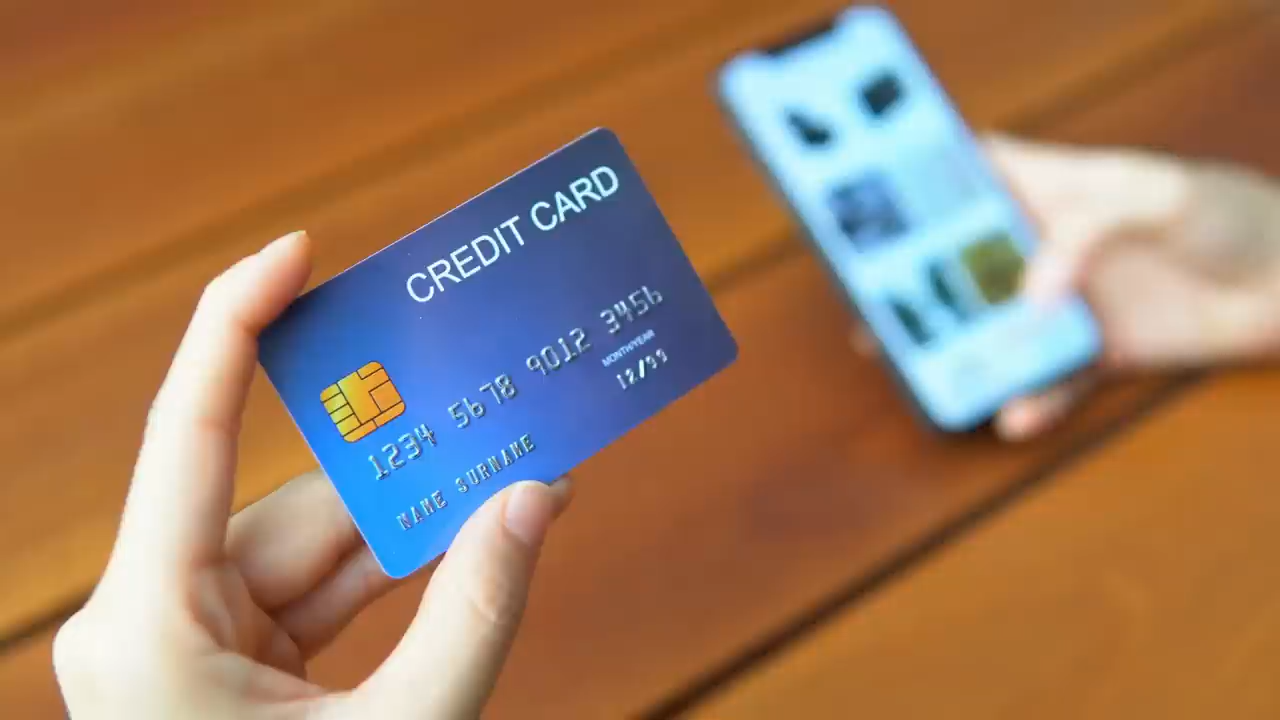 CREDIT CARD
1234 5678 9012 3456
MONTH/YEAR
12/99
NAME SURNAME